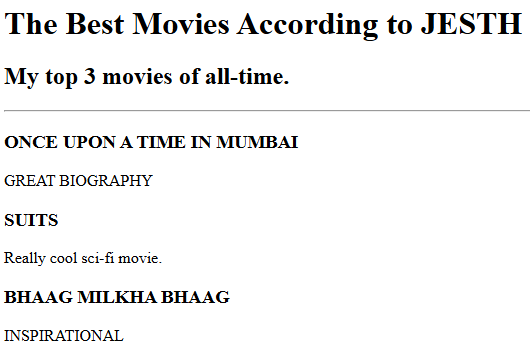 The Best Movies According to JESTH
My top 3 movies of all-time.
ONCE UPON A TIME IN MUMBAI
GREAT BIOGRAPHY
SUITS
Really cool sci-fi movie.
BHAAG MILKHA BHAAG
INSPIRATIONAL